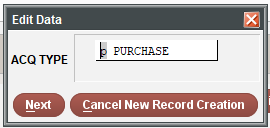 Edit Data
ACQ TYPE p PURCHASE
Next Cancel New Record Creation